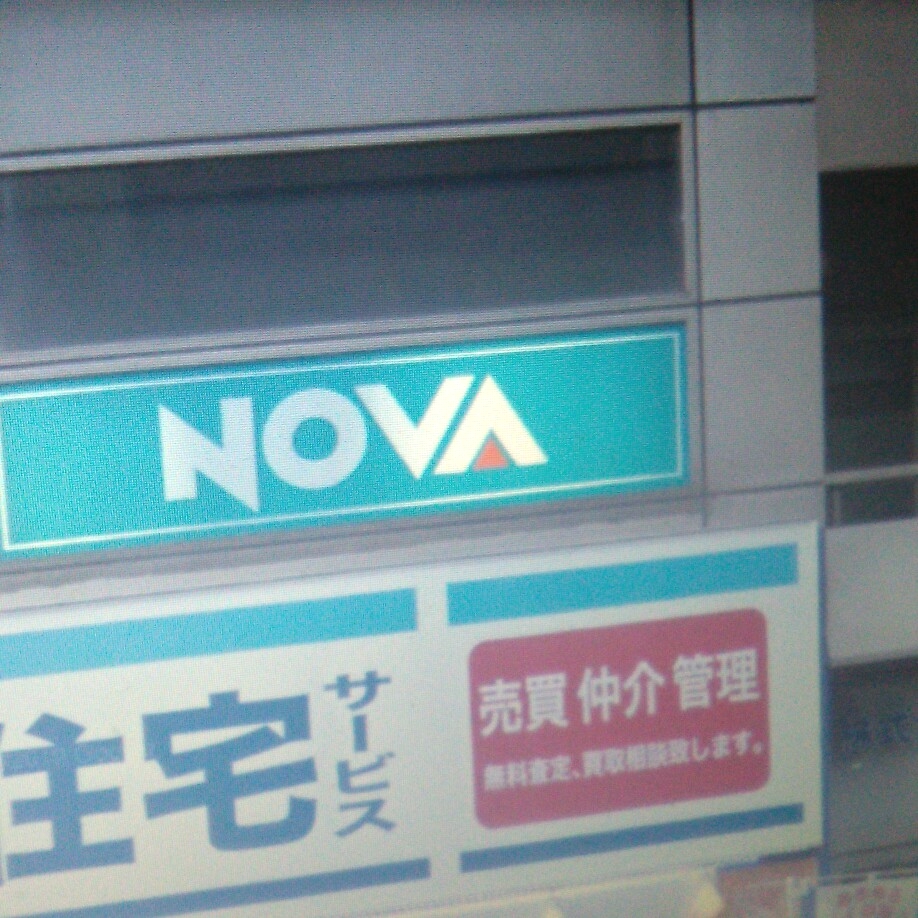 NOVA
住宅
サービス
売買 仲介 管理
無料査定、買取相談致します。